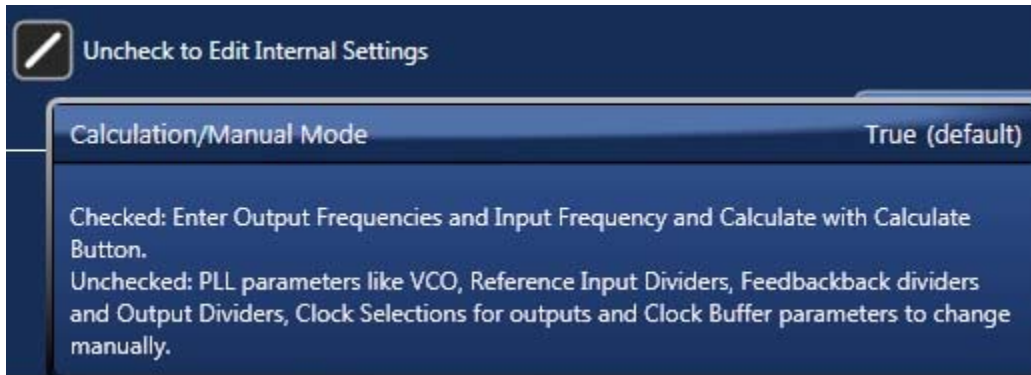 Uncheck to Edit Internal Settings
Calculation/Manual Mode True (default)
Checked: Enter Output Frequencies and Input Frequency and Calculate with Calculate
Button.
Unchecked: PLL parameters like VCO, Reference Input Dividers, Feedbackback dividers
and Output Dividers, Clock Selections for outputs and Clock Buffer parameters to change
manually.